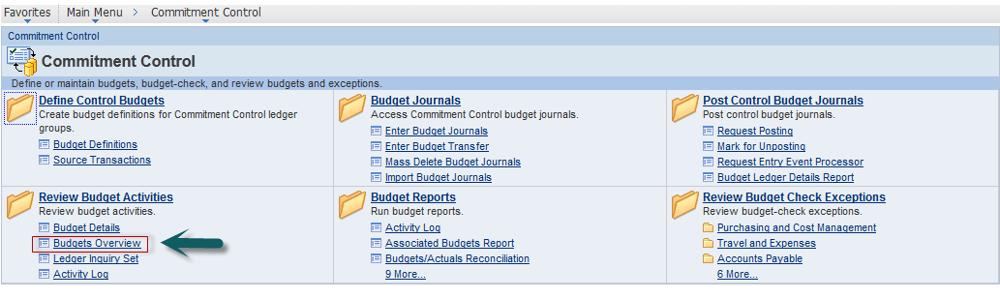 Favorites Main Menu > Commitment Control
Commitment Control
Commitment Control
Define or maintain budgets, budget-check, and review budgets and exceptions.
Define Control Budgets
Create budget definitions for Commitment Control ledger
groups.
Budget Definitions
Source Transactions
Budget Journals
Access Commitment Control budget journals.
Enter Budget Journals
Enter Budget Transfer
Mass Delete Budget Journals
Import Budget Journals
Post Control Budget Journals
Post control budget journals.
Request Posting
Mark for Unposting
Request Entry Event Processor
Budget Ledger Details Report
Review Budget Activities
Review budget activities.
Budget Details
Budgets Overview
Ledger Inquiry Set
Activity Log
Budget Reports
Run budget reports.
Activity Log
Associated Budgets Report
Budgets/Actuals Reconciliation
9 More...
Review Budget Check Exceptions
Review budget-check exceptions.
Purchasing and Cost Management
Travel and Expenses
Accounts Payable
6 More...